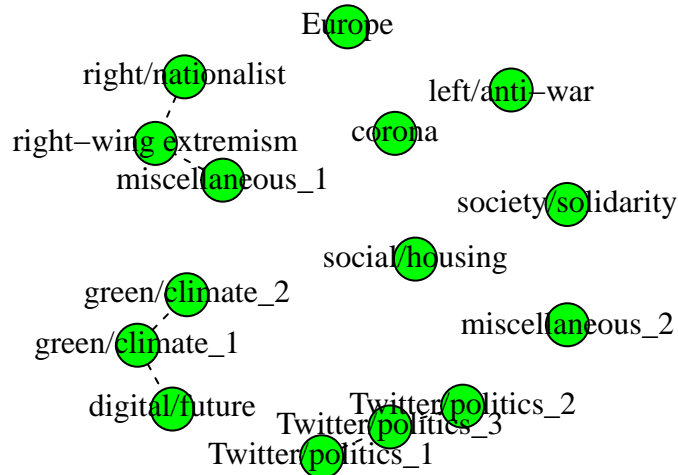 Europe
right/nationalist
left/anti−war
corona
right−wing extremism
miscellaneous_1
society/solidarity
social/housing
green/climate_2
miscellaneous_2
green/climate_1
digital/future
Twitter/politics_2
Twitter/politics_3
Twitter/politics_1